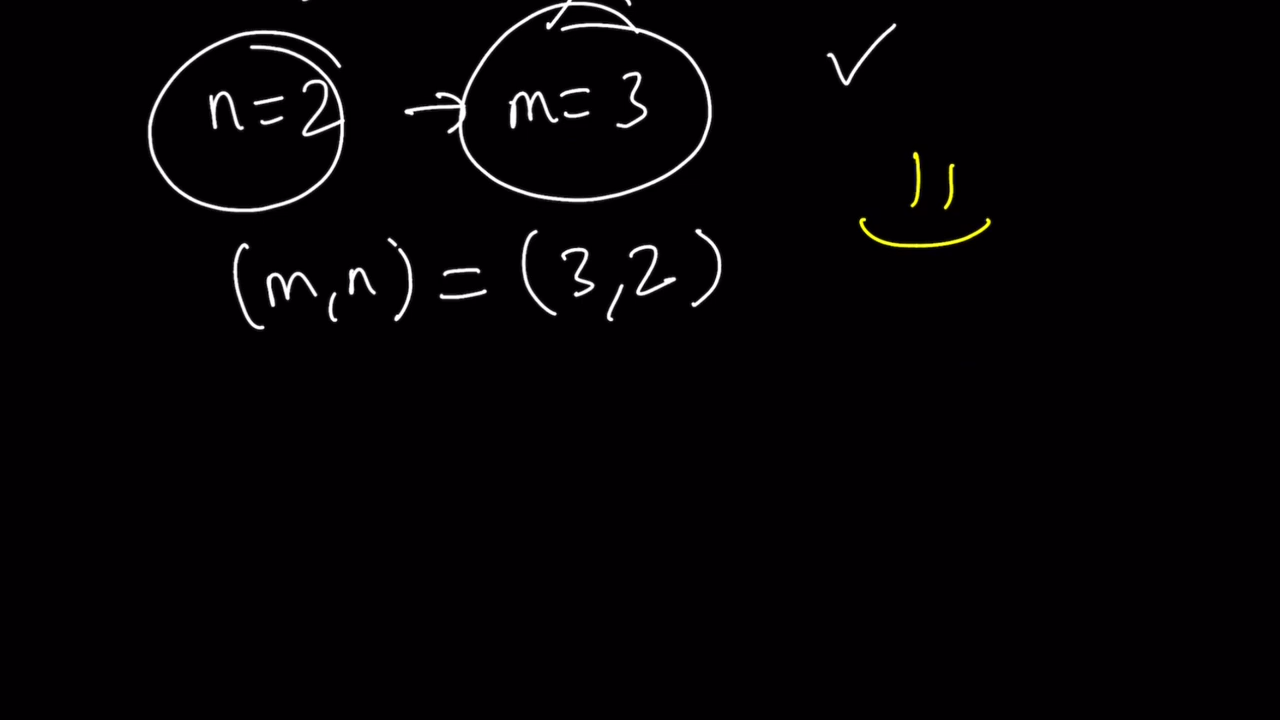 n=2 → m=3 ✓
(m,n) = (3,2)